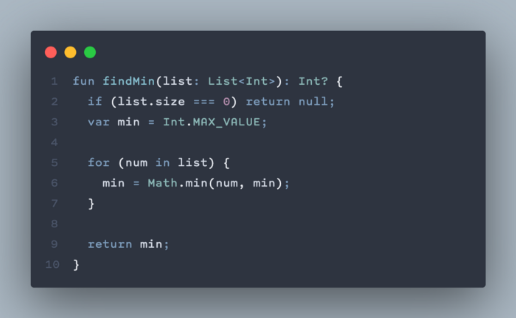 1 fun findMin(list: List<Int>): Int? {
2 if (list.size === 0) return null;
3 var min = Int.MAX_VALUE;
4
5 for (num in list) {
6 min = Math.min(num, min);
7 }
8
9 return min;
10 }